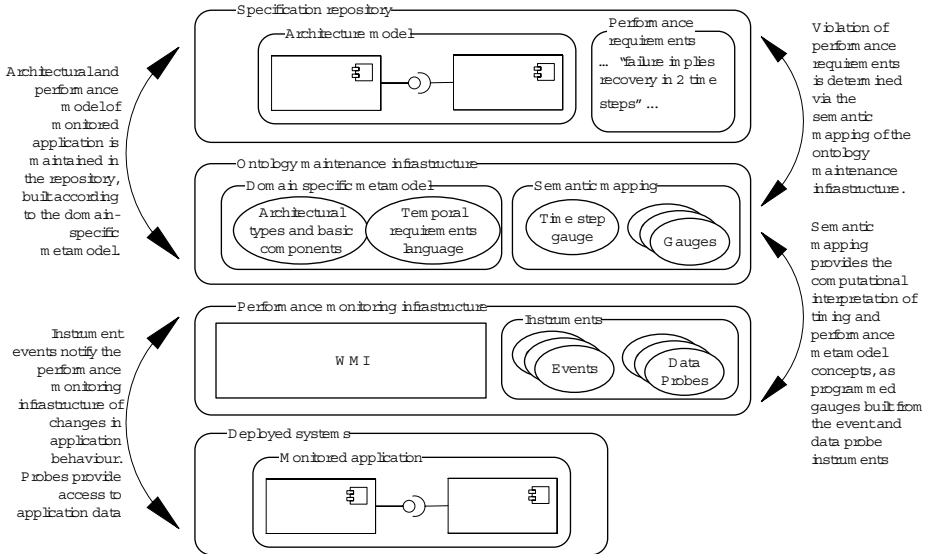 Specification repository
Architecture model
Performance
requirements
... "failure implies
recovery in 2 time
steps" ...
Architectural and
performance
model of
monitored
application is
maintained in
the repository,
built according
to the domain-
specific
metamodel.
Violation of
performance
requirements
is determined
via the
semantic
mapping of the
ontology
maintenance
infrastructure.
Ontology maintenance infrastructure
Domain specific metamodel
Architectural
types and basic
components
Temporal
requirements
language
Semantic mapping
Time step
gauge
Gauges
Semantic
mapping
provides the
computational
interpretation of
timing and
performance
metamodel
concepts, as
programmed
gauges built from
the event and
data probe
instruments
Performance monitoring infrastructure
WMI
Instruments
Events
Data
Probes
Instrument
events notify the
performance
monitoring
infrastructure of
changes in
application
behaviour.
Probes provide
access to
application data
Deployed systems
Monitored application